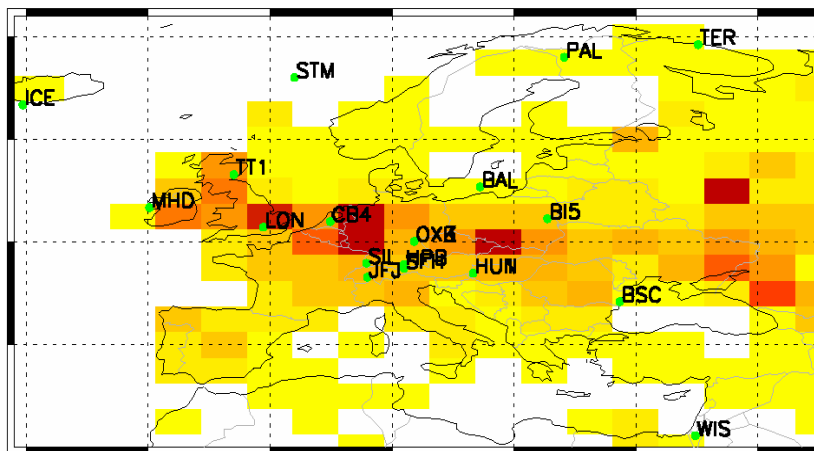 TER
PAL
STM
ICE
TT1
BAL
MHD
CB4
BI5
LON
SIL
HUN
JFJ
BSC
WIS